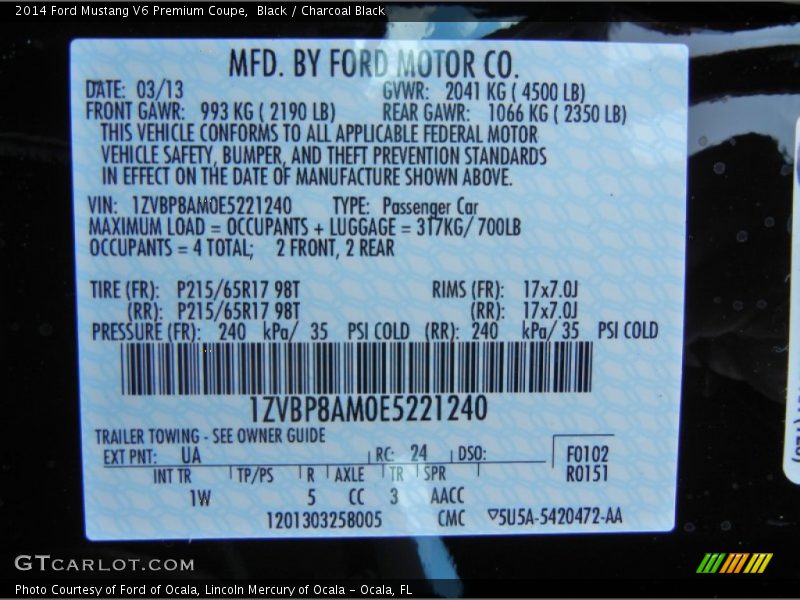 2014 Ford Mustang V6 Premium Coupe,  Black / Charcoal Black
MFD. BY FORD MOTOR CO.
DATE: 03/13 GVWR: 2041 KG ( 4500 LB)
FRONT GAWR: 993 KG ( 2190 LB) REAR GAWR: 1066 KG ( 2350 LB)
THIS VEHICLE CONFORMS TO ALL APPLICABLE FEDERAL MOTOR
VEHICLE SAFETY, BUMPER, AND THEFT PREVENTION STANDARDS
IN EFFECT ON THE DATE OF MANUFACTURE SHOWN ABOVE.
VIN: 1ZVBP8AM0E5221240 TYPE: Passenger Car
MAXIMUM LOAD = OCCUPANTS + LUGGAGE = 317KG/ 700LB
OCCUPANTS = 4 TOTAL; 2 FRONT, 2 REAR
TIRE (FR): P215/65R17 98T RIMS (FR): 17x7.0J
(RR): P215/65R17 98T (RR): 17x7.0J
PRESSURE (FR): 240 kPa/ 35 PSI COLD (RR): 240 kPa/ 35 PSI COLD
1ZVBP8AM0E5221240
TRAILER TOWING - SEE OWNER GUIDE
EXT PNT: UA RC: 24 DSO: F0102
R0151
INT TR TP/PS R AXLE TR SPR
1W 5 CC 3 AACC
1201303258005 CMC ▽5U5A-5420472-AA
GTCARLOT.COM
Photo Courtesy of Ford of Ocala, Lincoln Mercury of Ocala – Ocala, FL